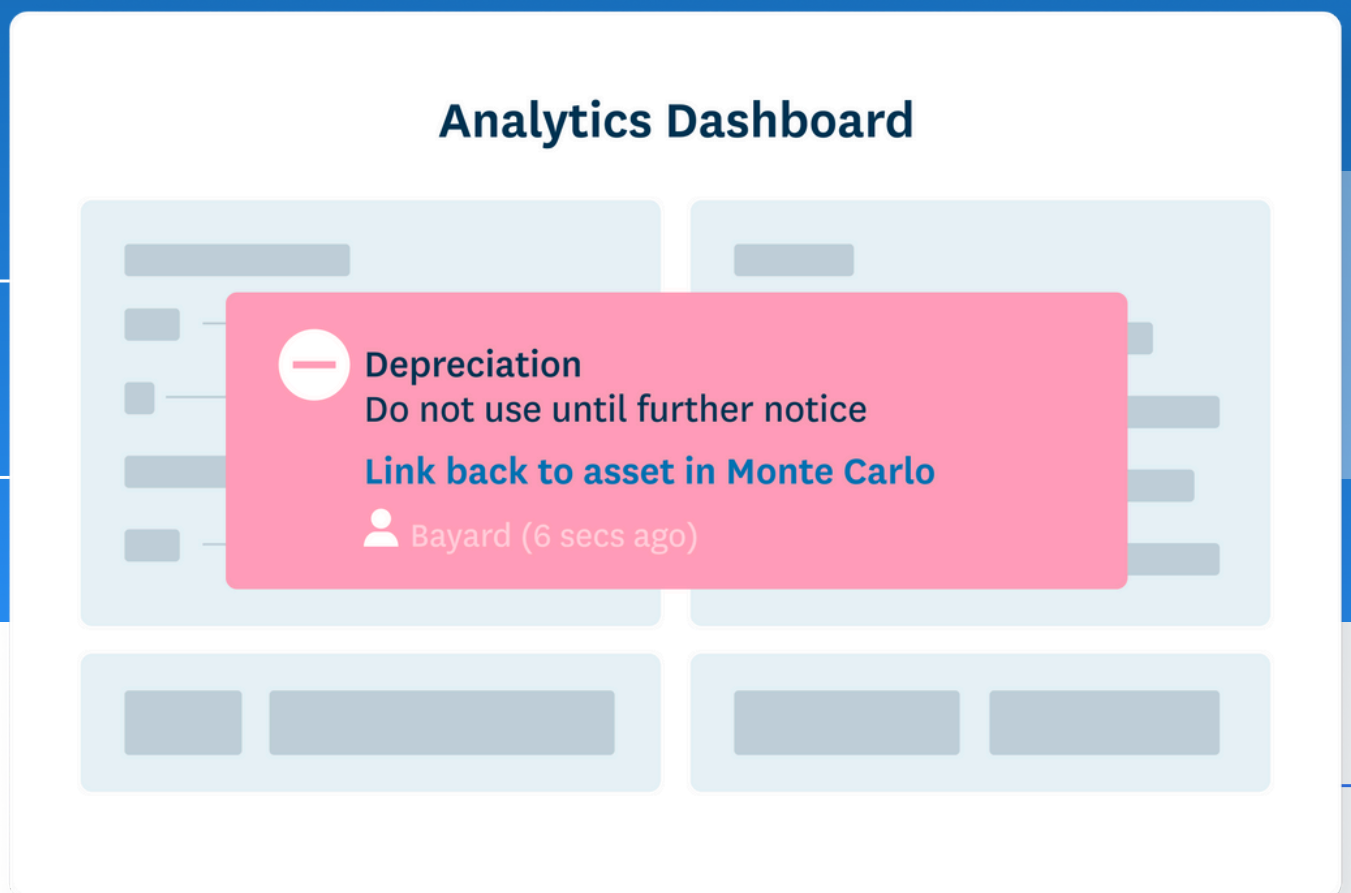 Analytics Dashboard
Depreciation
Do not use until further notice
Link back to asset in Monte Carlo
Bayard (6 secs ago)